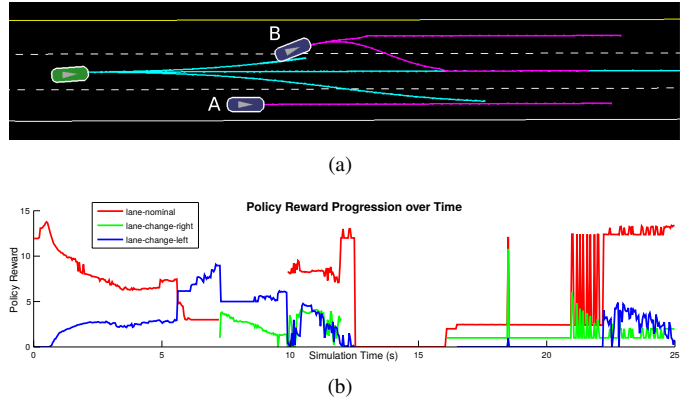 B
A
(a)
Policy Reward Progression over Time
lane-nominal
lane-change-right
lane-change-left
Policy Reward
15
10
5
0
0 5 10 15 20 25
Simulation Time (s)
(b)